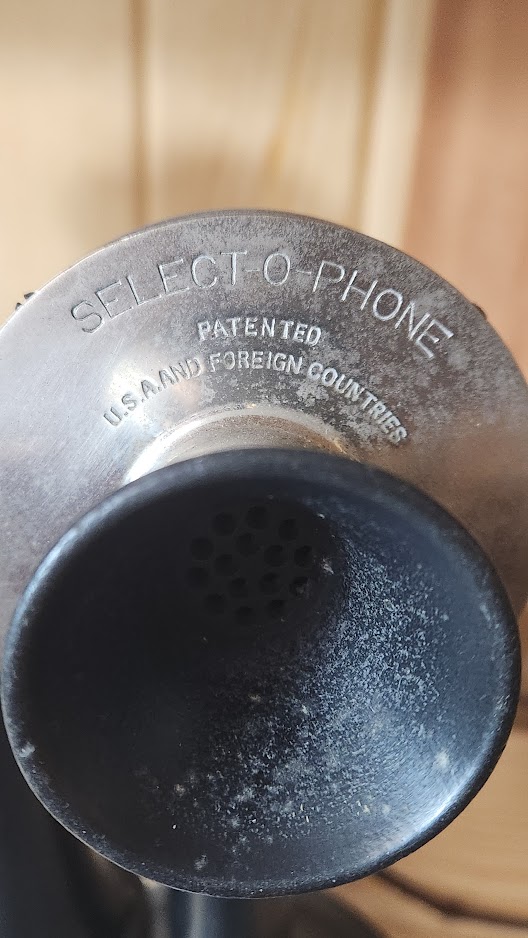 SELECT-O-PHONE
PATENTED
U.S.A. AND FOREIGN COUNTRIES